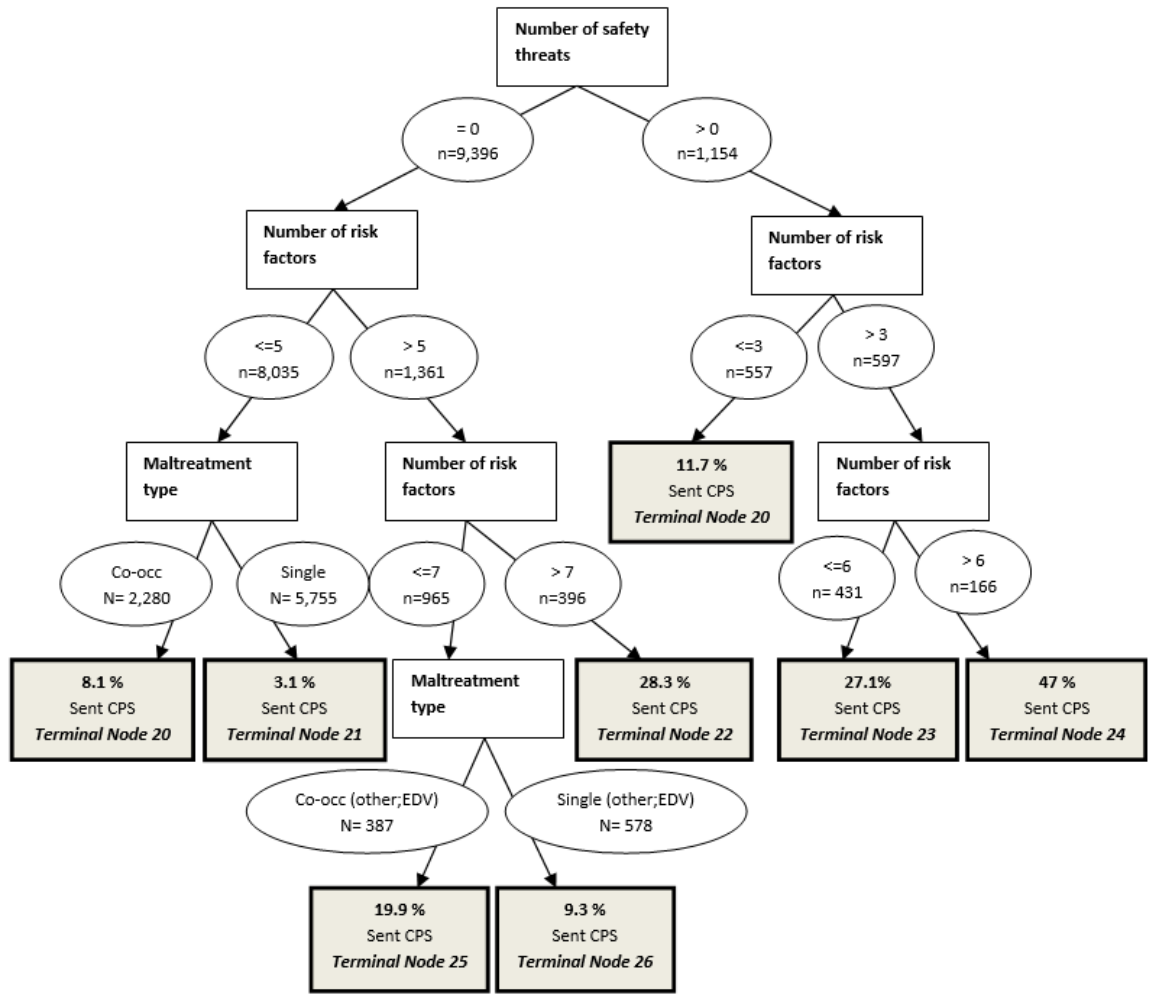 Number of safety
threats
= 0
n=9,396
> 0
n=1,154
Number of risk
factors
Number of risk
factors
<=5
n=8,035
> 5
n=1,361
<=3
n=557
> 3
n=597
Maltreatment
type
Number of risk
factors
11.7 %
Sent CPS
Terminal Node 20
Number of risk
factors
Co-occ
N= 2,280
Single
N= 5,755
<=7
n=965
> 7
n=396
<=6
n= 431
> 6
n=166
8.1 %
Sent CPS
Terminal Node 20
3.1 %
Sent CPS
Terminal Node 21
Maltreatment
type
28.3 %
Sent CPS
Terminal Node 22
27.1%
Sent CPS
Terminal Node 23
47 %
Sent CPS
Terminal Node 24
Co-occ (other;EDV)
N= 387
Single (other;EDV)
N= 578
19.9 %
Sent CPS
Terminal Node 25
9.3 %
Sent CPS
Terminal Node 26